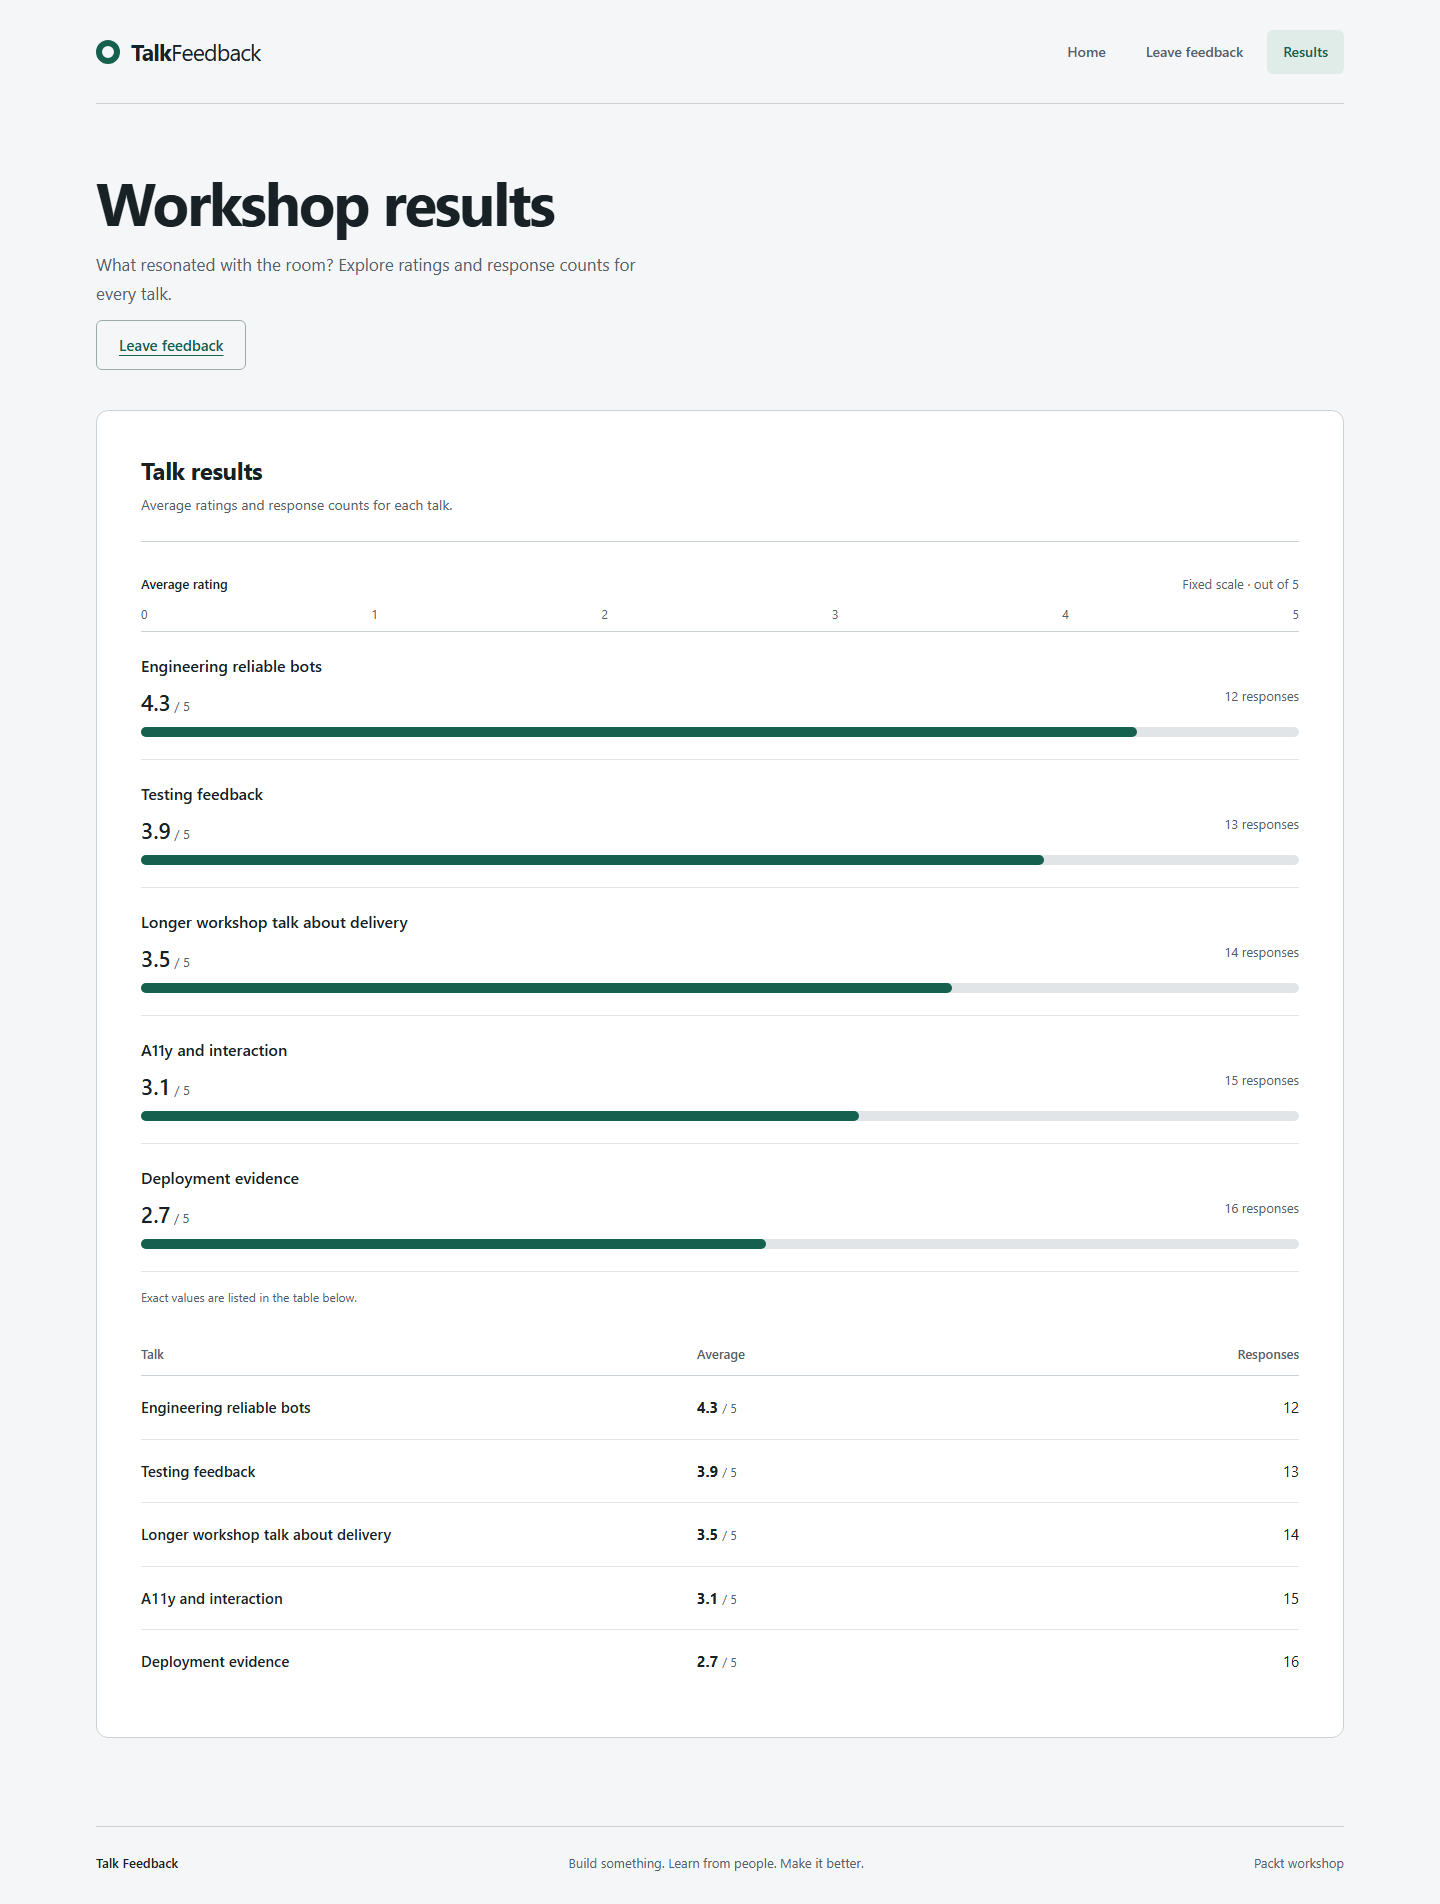 TalkFeedback
Home
Leave feedback
Results
Workshop results
What resonated with the room? Explore ratings and response counts for
every talk.
Leave feedback
Talk results
Average ratings and response counts for each talk.
Average rating
Fixed scale · out of 5
0 1 2 3 4 5
Engineering reliable bots
4.3 / 5
12 responses
Testing feedback
3.9 / 5
13 responses
Longer workshop talk about delivery
3.5 / 5
14 responses
A11y and interaction
3.1 / 5
15 responses
Deployment evidence
2.7 / 5
16 responses
Exact values are listed in the table below.
Talk Average Responses
Engineering reliable bots 4.3 / 5 12
Testing feedback 3.9 / 5 13
Longer workshop talk about delivery 3.5 / 5 14
A11y and interaction 3.1 / 5 15
Deployment evidence 2.7 / 5 16
Talk Feedback
Build something. Learn from people. Make it better.
Packt workshop